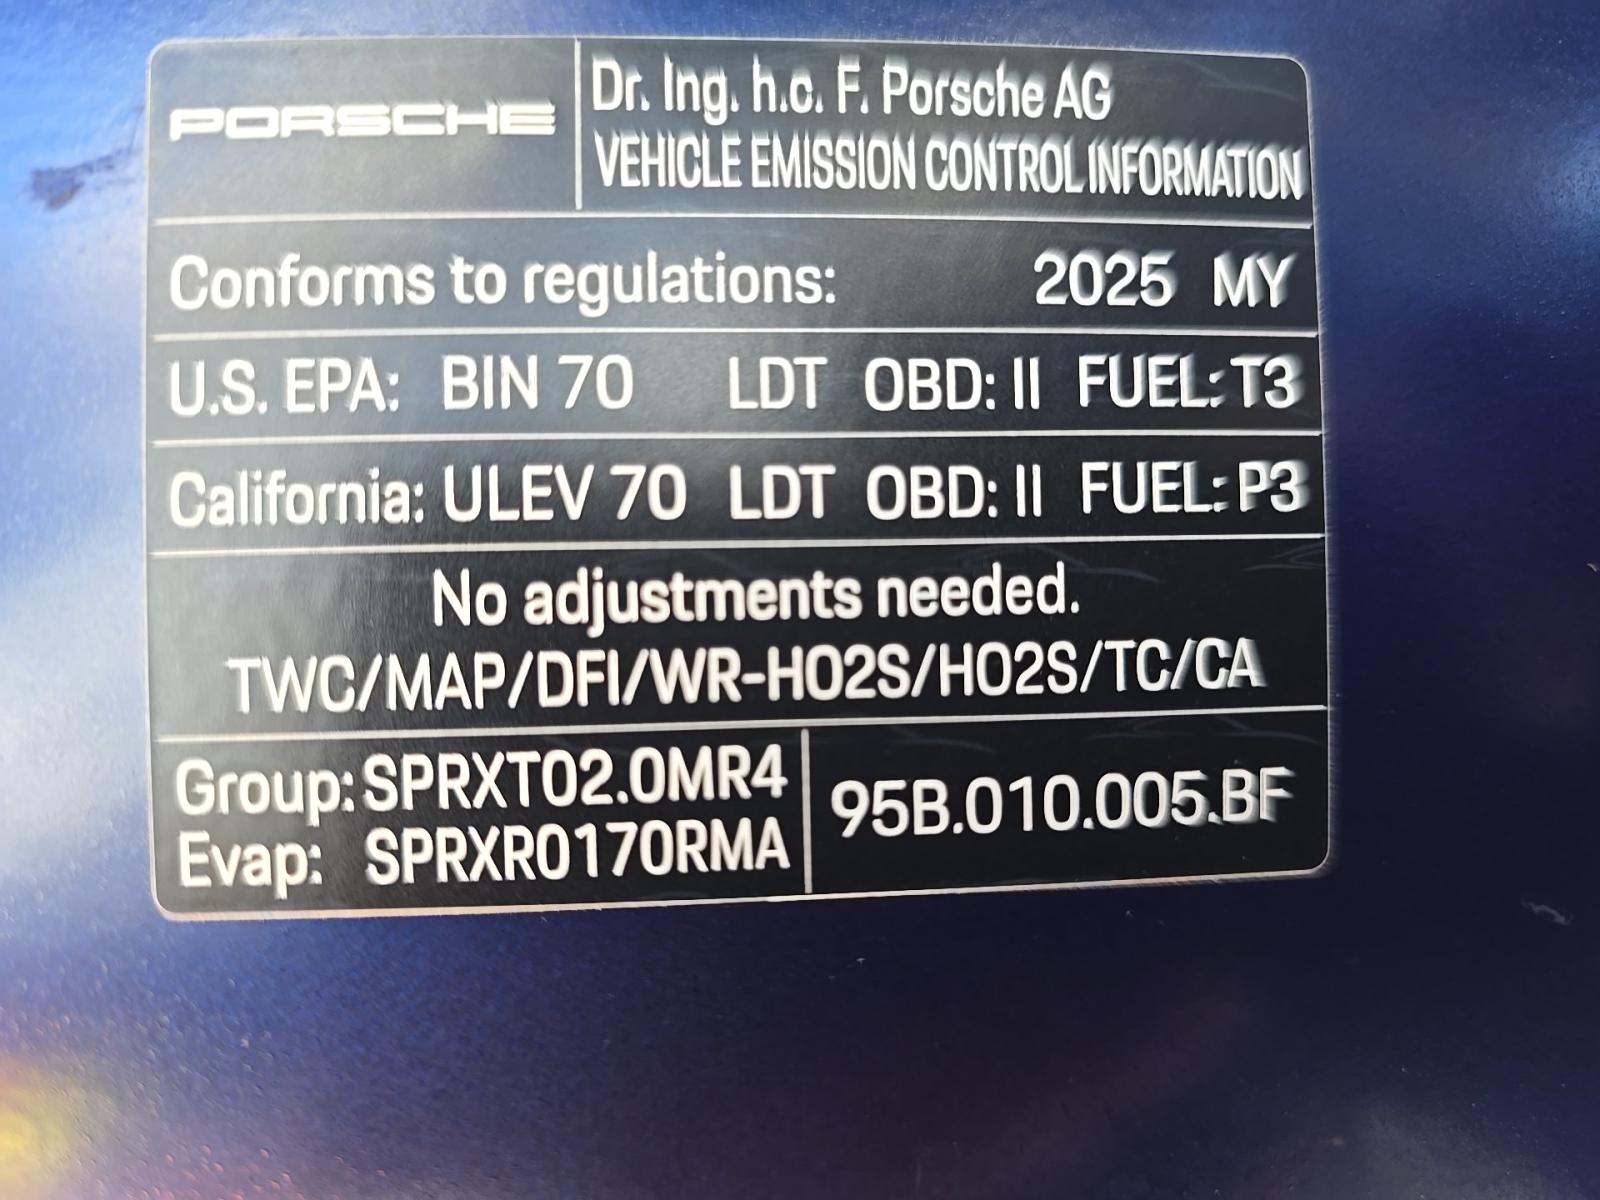 PORSCHE
Dr. Ing. h.c. F. Porsche AG
VEHICLE EMISSION CONTROL INFORMATION
Conforms to regulations: 2025 MY
U.S. EPA: BIN 70 LDT OBD: II FUEL: T3
California: ULEV 70 LDT OBD: II FUEL: P3
No adjustments needed.
TWC/MAP/DFI/WR-HO2S/HO2S/TC/CA
Group: SPRXT02.0MR4
Evap: SPRXR0170RMA
95B.010.005.BF